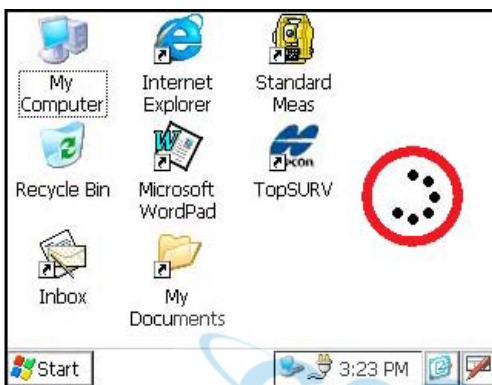 My Computer
Internet Explorer
Standard Meas
Recycle Bin
Microsoft WordPad
TopSURV
Inbox
My Documents
Start
3:23 PM